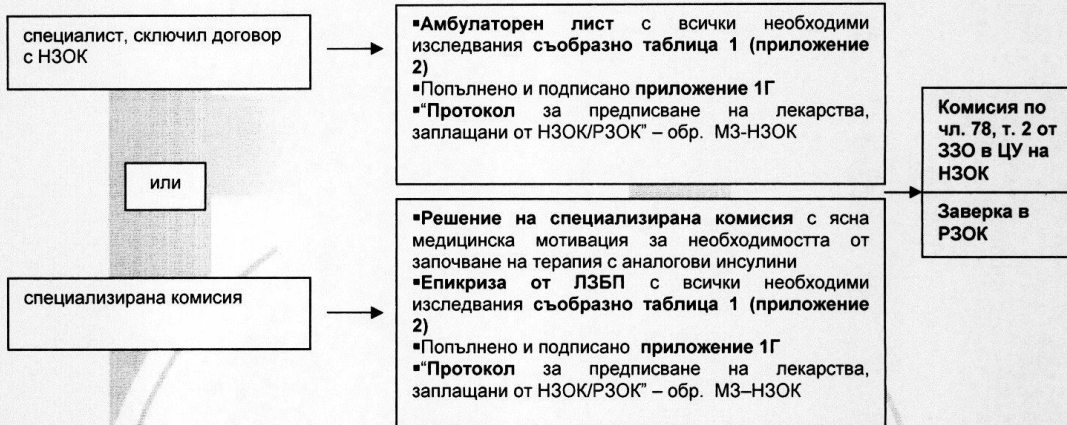 специалист, сключил договор
с НЗОК
▪Амбулаторен лист с всички необходими
изследвания съобразно таблица 1 (приложение
2)
▪Попълнено и подписано приложение 1Г
▪“Протокол за предписване на лекарства,
заплащани от НЗОК/РЗОК” – обр. МЗ-НЗОК
или
специализирана комисия
▪Решение на специализирана комисия с ясна
медицинска мотивация за необходимостта от
започване на терапия с аналогови инсулини
▪Епикриза от ЛЗБП с всички необходими
изследвания съобразно таблица 1 (приложение
2)
▪Попълнено и подписано приложение 1Г
▪“Протокол за предписване на лекарства,
заплащани от НЗОК/РЗОК” – обр. МЗ–НЗОК
Комисия по
чл. 78, т. 2 от
ЗЗО в ЦУ на
НЗОК
Заверка в
РЗОК